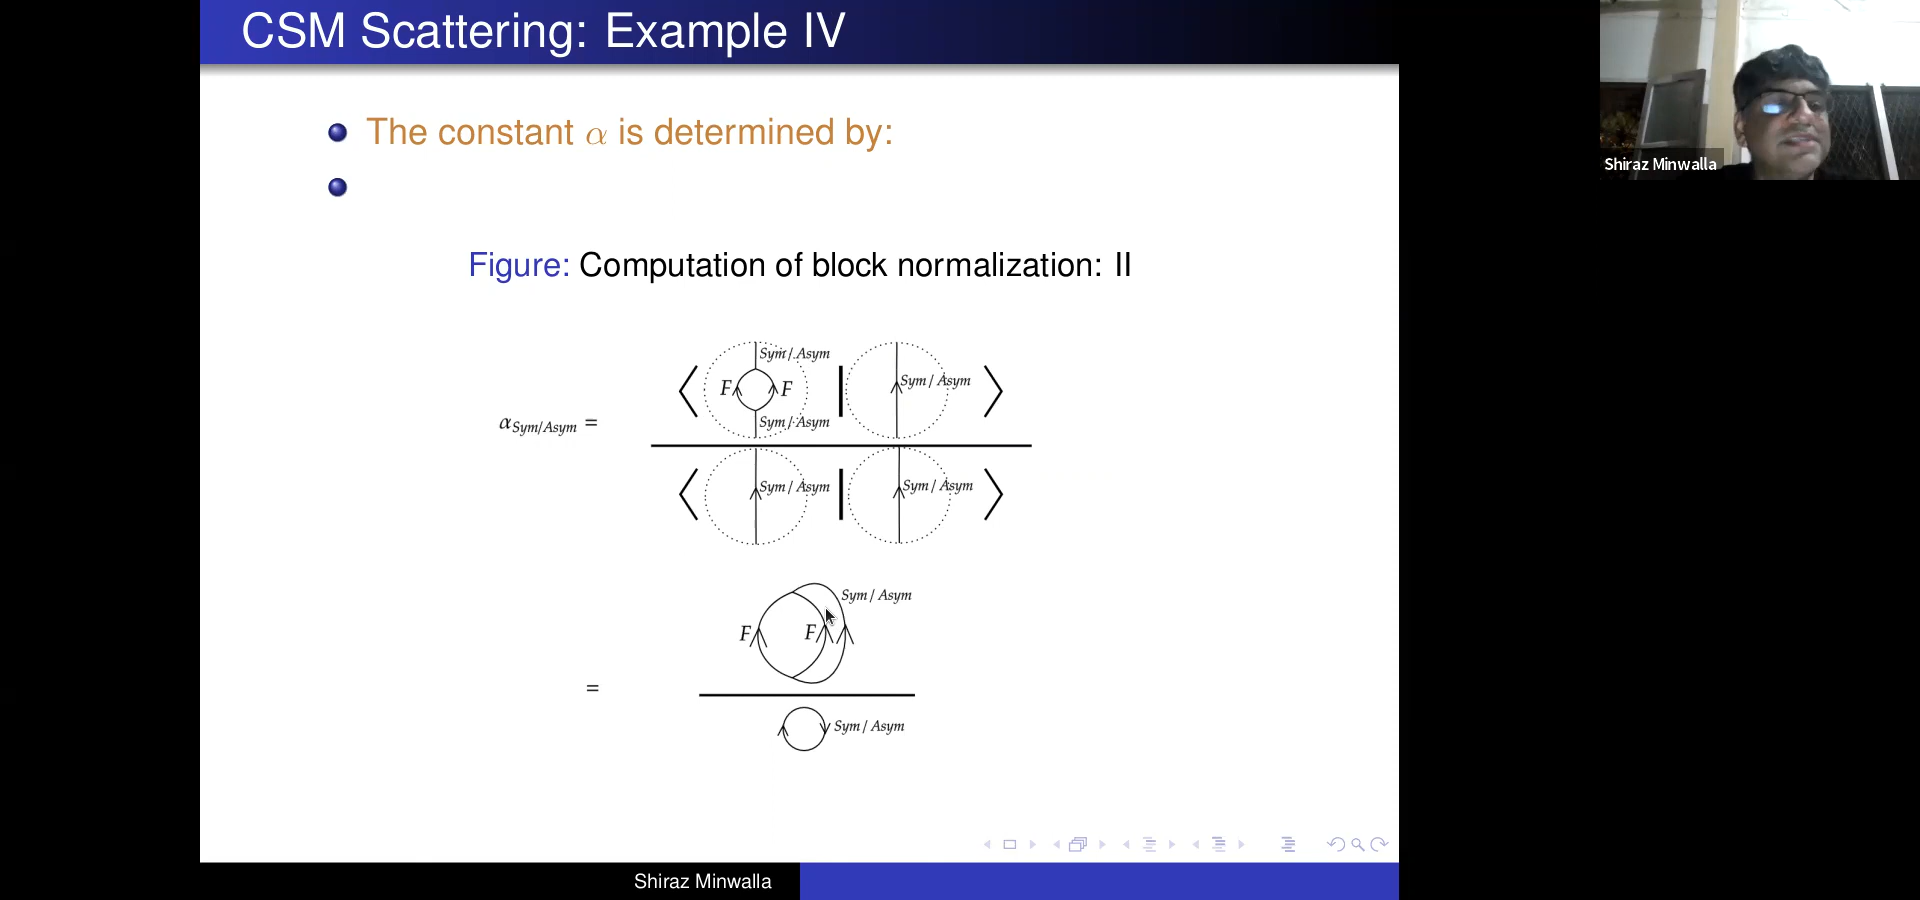 CSM Scattering: Example IV
The constant α is determined by:
Figure: Computation of block normalization: II
Sym/Asym
F F Sym/Asym
Sym/Asym
α_Sym/Asym =
Sym/Asym Sym/Asym
Sym/Asym
F F
=
Sym/Asym
Shiraz Minwalla
Shiraz Minwalla